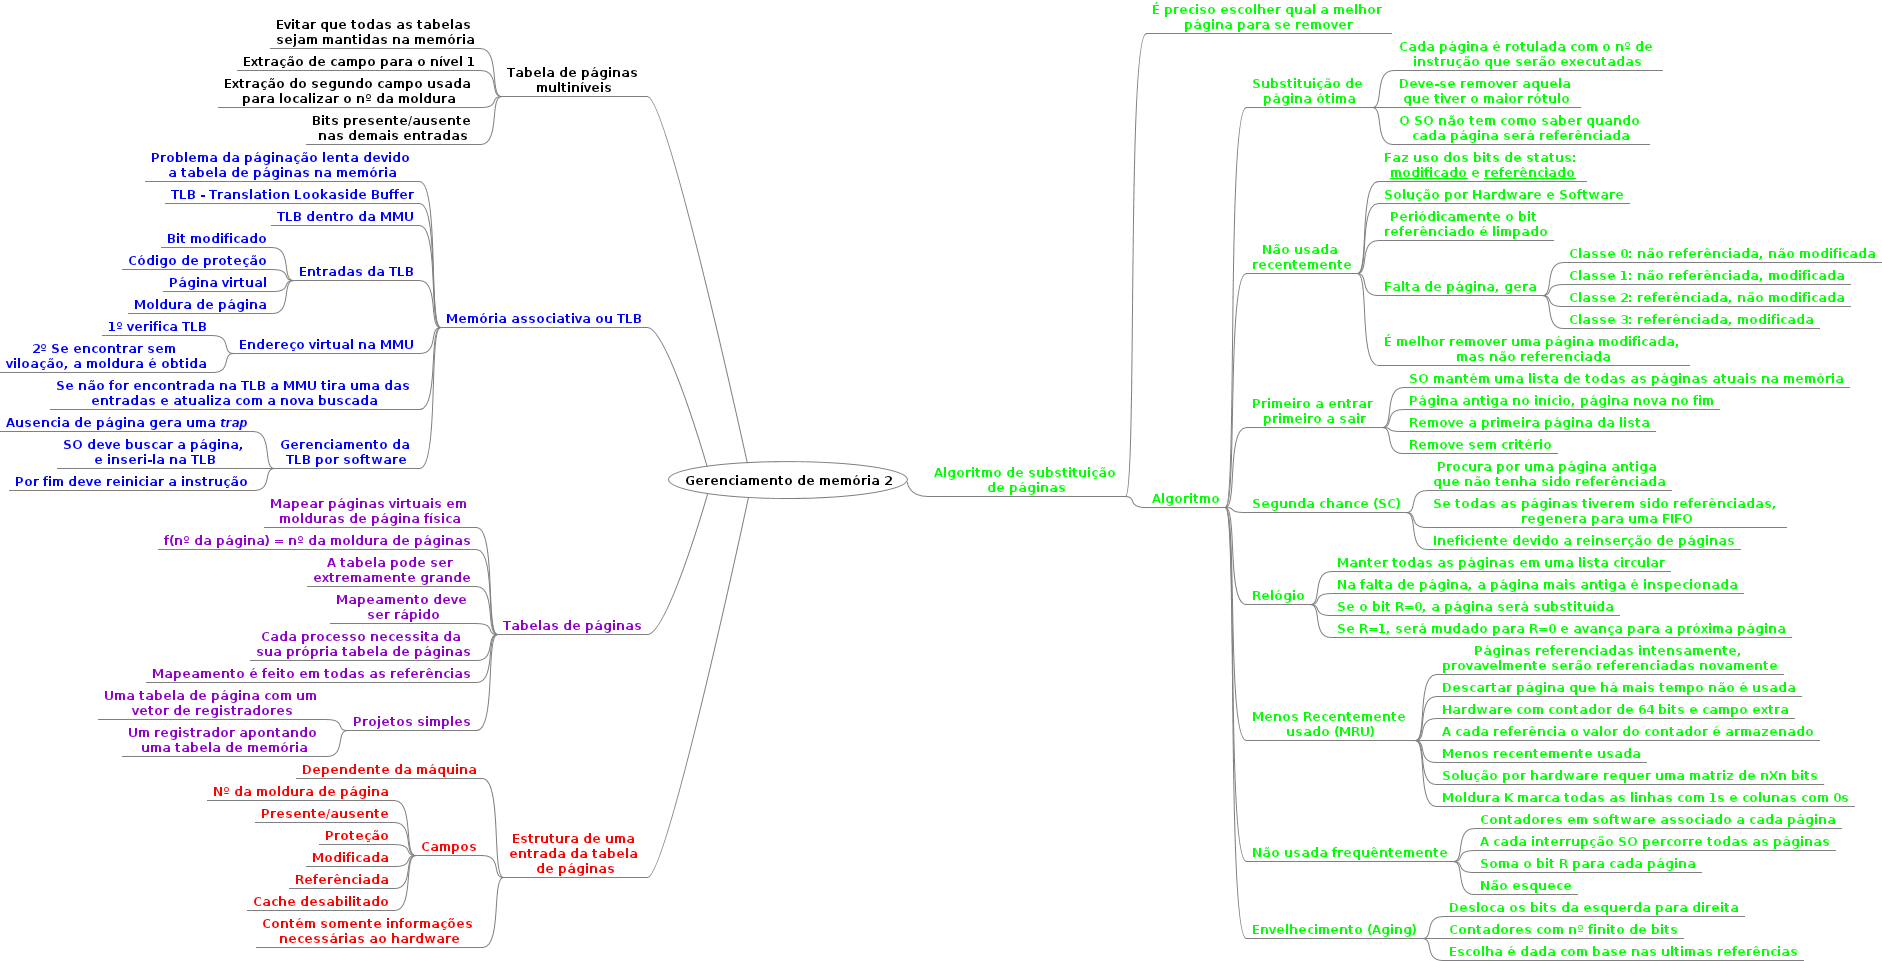 Evitar que todas as tabelas
sejam mantidas na memória
Extração de campo para o nível 1
Extração do segundo campo usada
para localizar o nº da moldura
Bits presente/ausente
nas demais entradas
Tabela de páginas
multiníveis
Problema da páginação lenta devido
a tabela de páginas na memória
TLB - Translation Lookaside Buffer
TLB dentro da MMU
Bit modificado
Código de proteção
Página virtual
Moldura de página
Entradas da TLB
1º verifica TLB
2º Se encontrar sem
viloação, a moldura é obtida
Endereço virtual na MMU
Se não for encontrada na TLB a MMU tira uma das
entradas e atualiza com a nova buscada
Ausencia de página gera uma trap
SO deve buscar a página,
e inseri-la na TLB
Por fim deve reiniciar a instrução
Gerenciamento da
TLB por software
Memória associativa ou TLB
Mapear páginas virtuais em
molduras de página física
f(nº da página) = nº da moldura de páginas
A tabela pode ser
extremamente grande
Mapeamento deve
ser rápido
Cada processo necessita da
sua própria tabela de páginas
Mapeamento é feito em todas as referências
Uma tabela de página com um
vetor de registradores
Um registrador apontando
uma tabela de memória
Projetos simples
Tabelas de páginas
Dependente da máquina
Nº da moldura de página
Presente/ausente
Proteção
Modificada
Referênciada
Cache desabilitado
Campos
Contém somente informações
necessárias ao hardware
Estrutura de uma
entrada da tabela
de páginas
Gerenciamento de memória 2
Algoritmo de substituição
de páginas
É preciso escolher qual a melhor
página para se remover
Algoritmo
Substituição de
página ótima
Cada página é rotulada com o nº de
instrução que serão executadas
Deve-se remover aquela
que tiver o maior rótulo
O SO não tem como saber quando
cada página será referênciada
Não usada
recentemente
Faz uso dos bits de status:
modificado e referênciado
Solução por Hardware e Software
Periódicamente o bit
referênciado é limpado
Falta de página, gera
Classe 0: não referênciada, não modificada
Classe 1: não referênciada, modificada
Classe 2: referênciada, não modificada
Classe 3: referênciada, modificada
É melhor remover uma página modificada,
mas não referenciada
Primeiro a entrar
primeiro a sair
SO mantém uma lista de todas as páginas atuais na memória
Página antiga no início, página nova no fim
Remove a primeira página da lista
Remove sem critério
Segunda chance (SC)
Procura por uma página antiga
que não tenha sido referênciada
Se todas as páginas tiverem sido referênciadas,
regenera para uma FIFO
Ineficiente devido a reinserção de páginas
Relógio
Manter todas as páginas em uma lista circular
Na falta de página, a página mais antiga é inspecionada
Se o bit R=0, a página será substituída
Se R=1, será mudado para R=0 e avança para a próxima página
Menos Recentemente
usado (MRU)
Páginas referenciadas intensamente,
provavelmente serão referenciadas novamente
Descartar página que há mais tempo não é usada
Hardware com contador de 64 bits e campo extra
A cada referência o valor do contador é armazenado
Menos recentemente usada
Solução por hardware requer uma matriz de nXn bits
Moldura K marca todas as linhas com 1s e colunas com 0s
Não usada frequêntemente
Contadores em software associado a cada página
A cada interrupção SO percorre todas as páginas
Soma o bit R para cada página
Não esquece
Envelhecimento (Aging)
Desloca os bits da esquerda para direita
Contadores com nº finito de bits
Escolha é dada com base nas ultimas referências